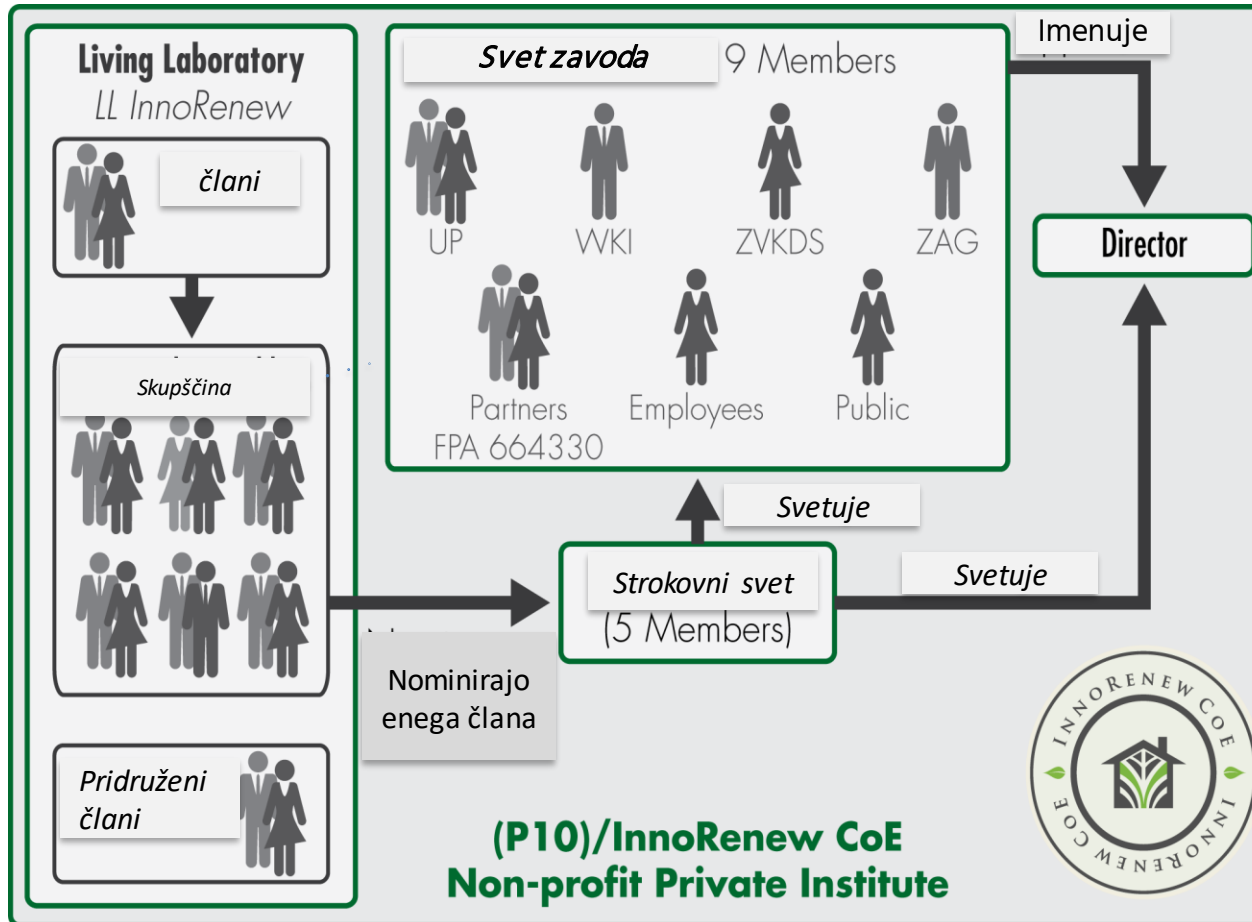 Living Laboratory
LL InnoRenew
člani
Skupščina
Pridruženi
člani
Svet zavoda 9 Members
UP WKI ZVKDS ZAG
Partners Employees Public
FPA 664330
Imenuje
Director
Svetuje
Strokovni svet
(5 Members)
Svetuje
Nominirajo
enega člana
(P10)/InnoRenew CoE
Non-profit Private Institute
INNORENEW COE
INNORENEW COE